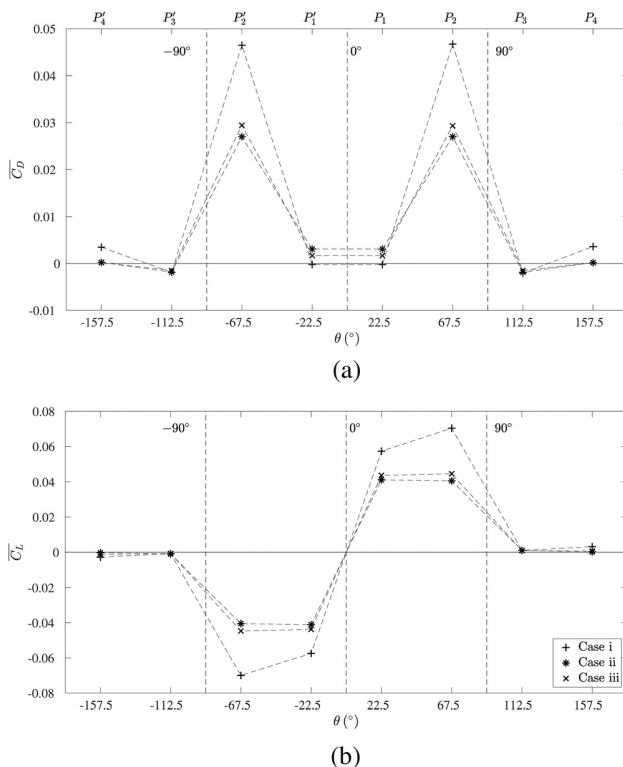 P′₄ P′₃ P′₂ P′₁ P₁ P₂ P₃ P₄
0.05
−90° 0° 90°
0.04
0.03
C_D
0.02
0.01
0
-0.01
-157.5 -112.5 -67.5 -22.5 22.5 67.5 112.5 157.5
θ (°)
(a)
0.08
−90° 0° 90°
0.06
0.04
0.02
C_L
0
-0.02
-0.04
-0.06
-0.08
Case i
Case ii
Case iii
-157.5 -112.5 -67.5 -22.5 22.5 67.5 112.5 157.5
θ (°)
(b)